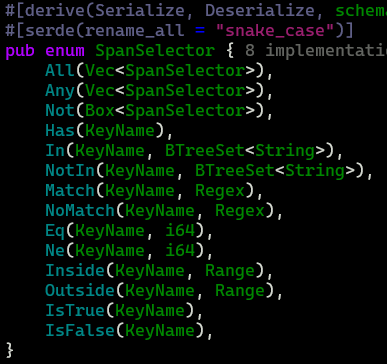 #[derive(Serialize, Deserialize, schem
#[serde(rename_all = "snake_case")]
pub enum SpanSelector { 8 implementatio
All(Vec<SpanSelector>),
Any(Vec<SpanSelector>),
Not(Box<SpanSelector>),
Has(KeyName),
In(KeyName, BTreeSet<String>),
NotIn(KeyName, BTreeSet<String>),
Match(KeyName, Regex),
NoMatch(KeyName, Regex),
Eq(KeyName, i64),
Ne(KeyName, i64),
Inside(KeyName, Range),
Outside(KeyName, Range),
IsTrue(KeyName),
IsFalse(KeyName),
}